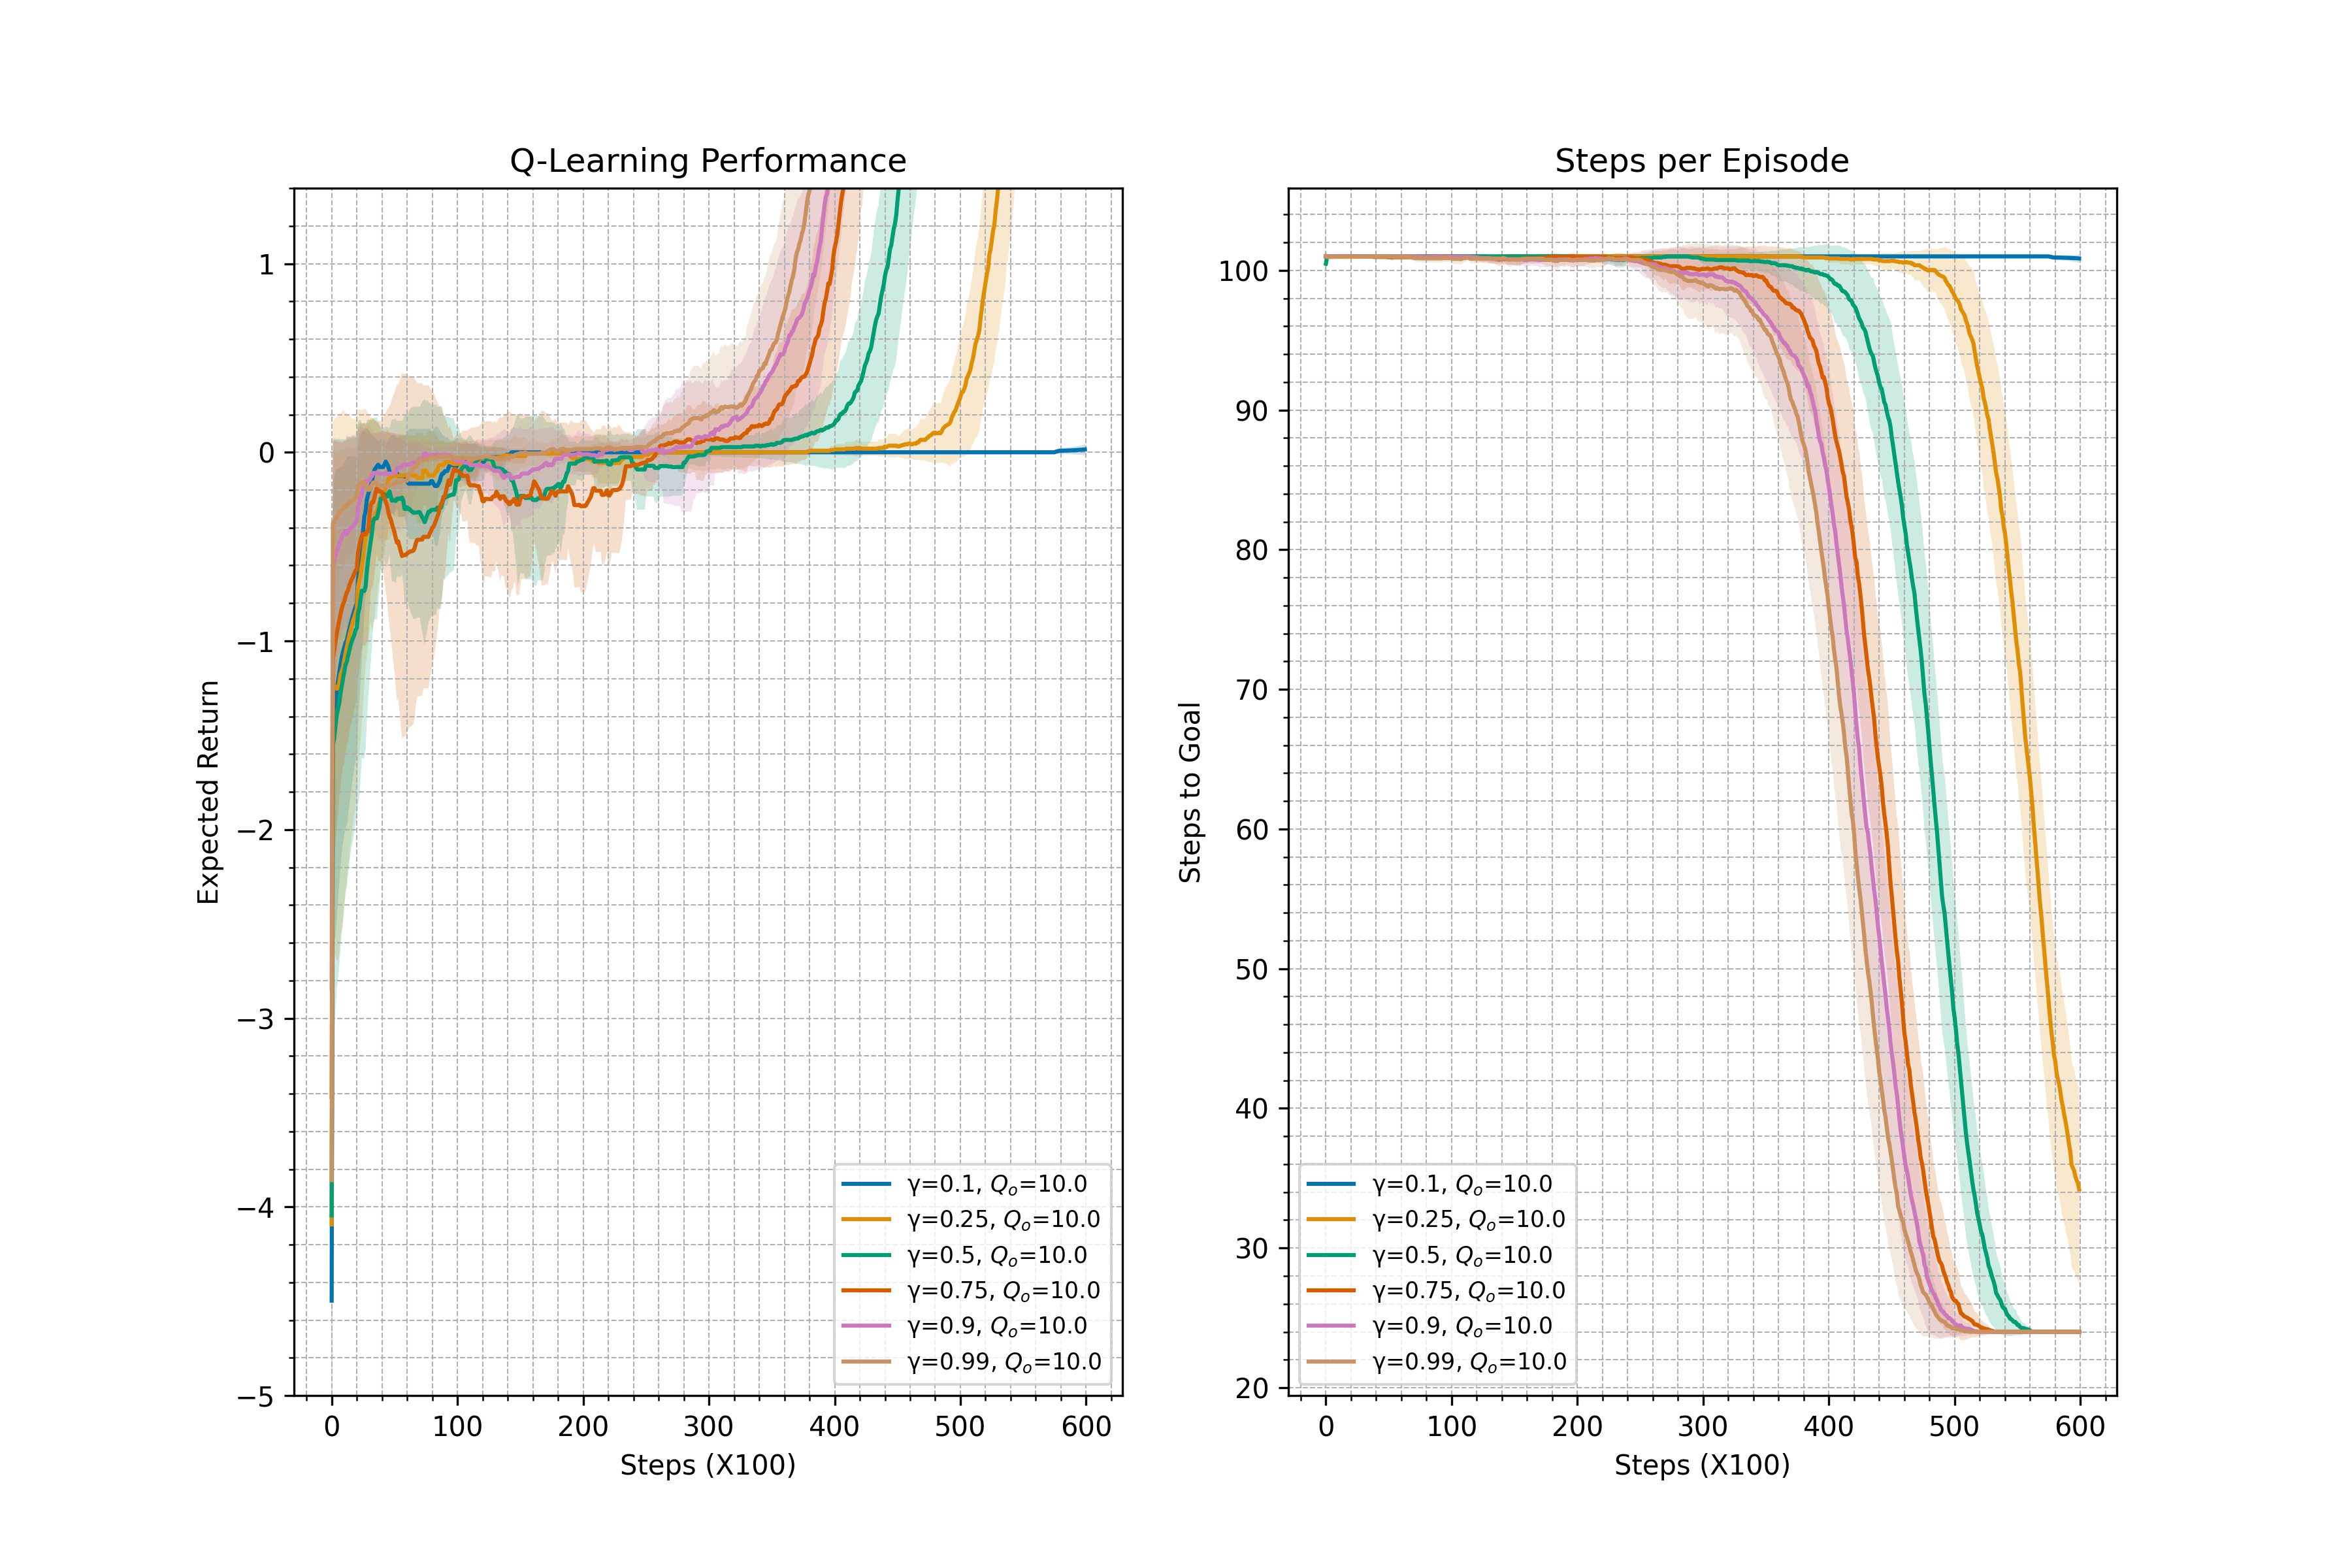 Q-Learning Performance
Expected Return
1
0
−1
−2
−3
−4
−5
0 100 200 300 400 500 600
Steps (X100)
γ=0.1, Qₒ=10.0
γ=0.25, Qₒ=10.0
γ=0.5, Qₒ=10.0
γ=0.75, Qₒ=10.0
γ=0.9, Qₒ=10.0
γ=0.99, Qₒ=10.0
Steps per Episode
Steps to Goal
100
90
80
70
60
50
40
30
20
0 100 200 300 400 500 600
Steps (X100)
γ=0.1, Qₒ=10.0
γ=0.25, Qₒ=10.0
γ=0.5, Qₒ=10.0
γ=0.75, Qₒ=10.0
γ=0.9, Qₒ=10.0
γ=0.99, Qₒ=10.0